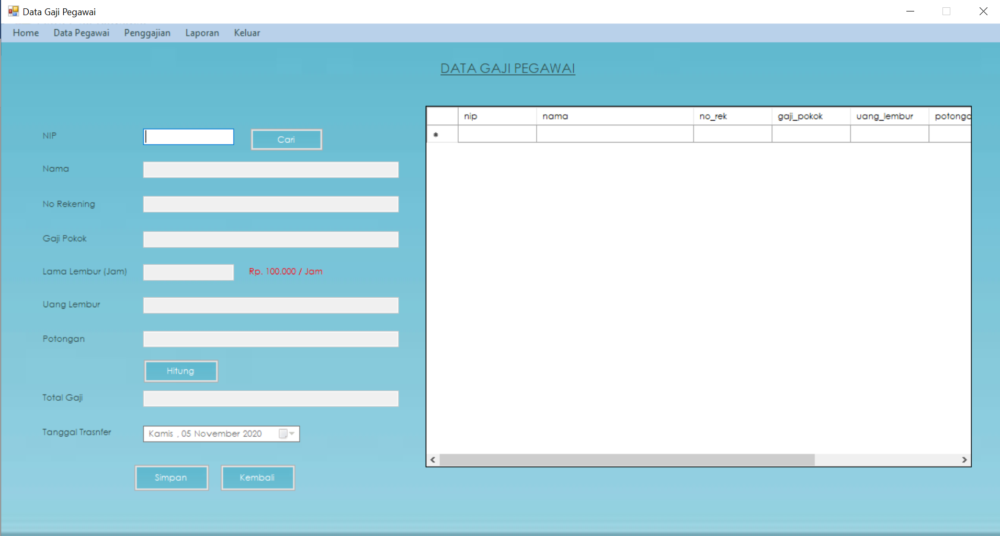 Data Gaji Pegawai
Home Data Pegawai Penggajian Laporan Keluar
DATA GAJI PEGAWAI
NIP
Cari
Nama
No Rekening
Gaji Pokok
Lama Lembur (Jam)
Rp. 100.000 / Jam
Uang Lembur
Potongan
Hitung
Total Gaji
Tanggal Trasnfer
Kamis , 05 November 2020
Simpan Kembali
nip nama no_rek gaji_pokok uang_lembur